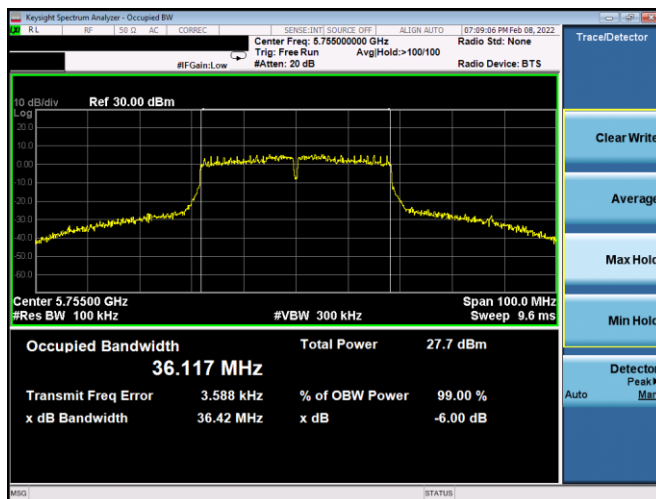 Keysight Spectrum Analyzer - Occupied BW
RL RF 50 Ω AC CORREC SENSE:INT SOURCE OFF ALIGN AUTO 07:09:06 PM Feb 08, 2022
Center Freq: 5.755000000 GHz Radio Std: None
Trig: Free Run Avg|Hold:>100/100
#IFGain:Low #Atten: 20 dB Radio Device: BTS
Trace/Detector
10 dB/div Ref 30.00 dBm
Log
20.0
10.0
0.00
-10.0
-20.0
-30.0
-40.0
-50.0
-60.0
Center 5.75500 GHz Span 100.0 MHz
#Res BW 100 kHz #VBW 300 kHz Sweep 9.6 ms
Occupied Bandwidth Total Power 27.7 dBm
36.117 MHz
Transmit Freq Error 3.588 kHz % of OBW Power 99.00 %
x dB Bandwidth 36.42 MHz x dB -6.00 dB
Clear Write
Average
Max Hold
Min Hold
Detector
Peak
Auto Man
MSG STATUS